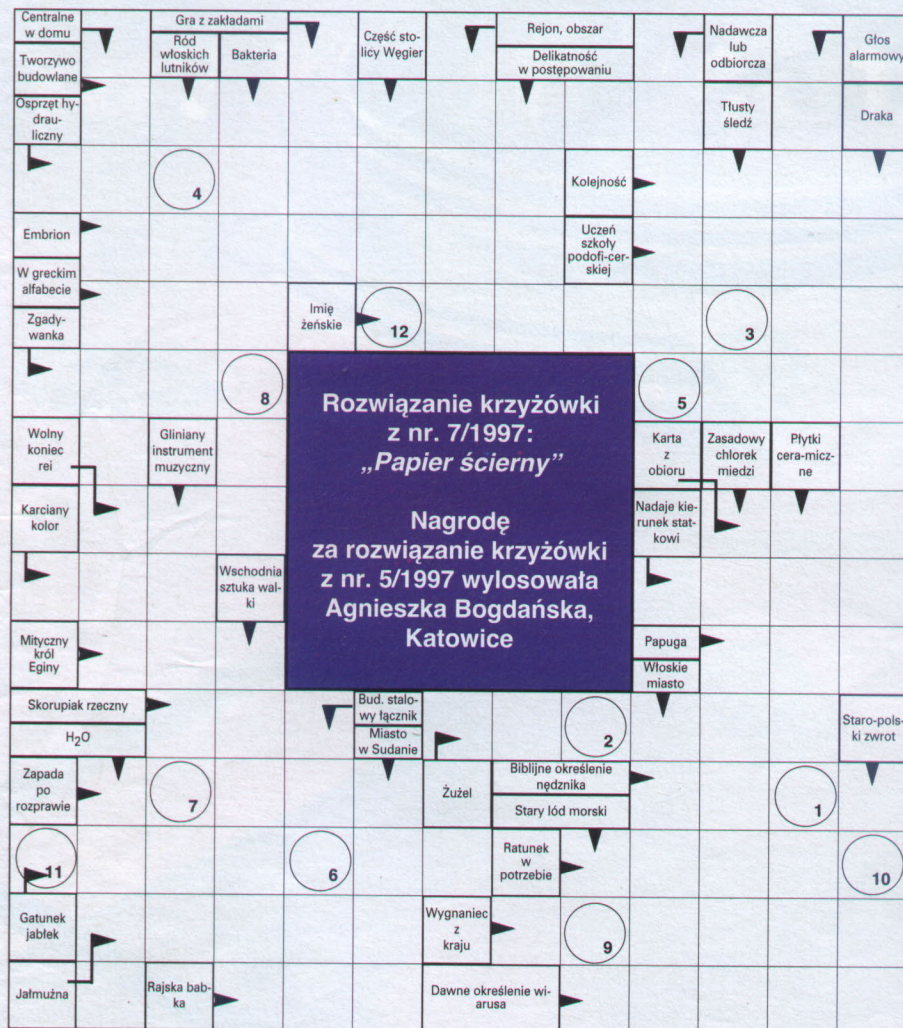 Centralne
w domu
Gra z zakładami
Rejon, obszar
Nadawcza
lub
odbiorcza
Głos
alarmowy
Tworzywo
budowlane
Ród
włoskich
lutników
Bakteria
Część sto-
licy Węgier
Delikatność
w postępowaniu
Osprzęt hy-
drau-
liczny
Tłusty
śledź
Draka
4
Kolejność
Embrion
Uczeń
szkoły
podofi-cer-
skiej
W greckim
alfabecie
Zgady-
wanka
Imię
żeńskie
12
3
8
5
Rozwiązanie krzyżówki
z nr. 7/1997:
„Papier ścierny”
Nagrodę
za rozwiązanie krzyżówki
z nr. 5/1997 wylosowała
Agnieszka Bogdańska,
Katowice
Wolny
koniec
rei
Gliniany
instrument
muzyczny
Karta
z
obioru
Zasadowy
chlorek
miedzi
Płytki
cera-micz-
ne
Karciany
kolor
Nadaje kie-
runek stat-
kowi
Wschodnia
sztuka wal-
ki
Mityczny
król
Eginy
Papuga
Włoskie
miasto
Skorupiak rzeczny
H2O
Bud. stalo-
wy łącznik
Miasto
w Sudanie
2
Staro-pols-
ki zwrot
Zapada
po
rozprawie
7
Żużel
Biblijne określenie
nędznika
Stary lód morski
1
11
6
Ratunek
w
potrzebie
10
Gatunek
jabłek
Wygnaniec
z
kraju
9
Jałmużna
Rajska bab-
ka
Dawne określenie wi-
arusa